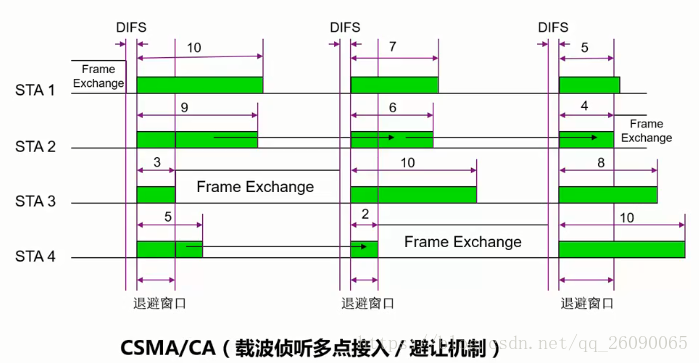 DIFS DIFS DIFS
10 7 5
Frame
Exchange
STA 1
9 6 4
Frame
Exchange
STA 2
3 10 8
Frame Exchange
STA 3
5 2 10
Frame Exchange
STA 4
退避窗口 退避窗口 退避窗口
CSMA/CA（载波侦听多点接入／避让机制）
https://blog.csdn.net/qq_26090065